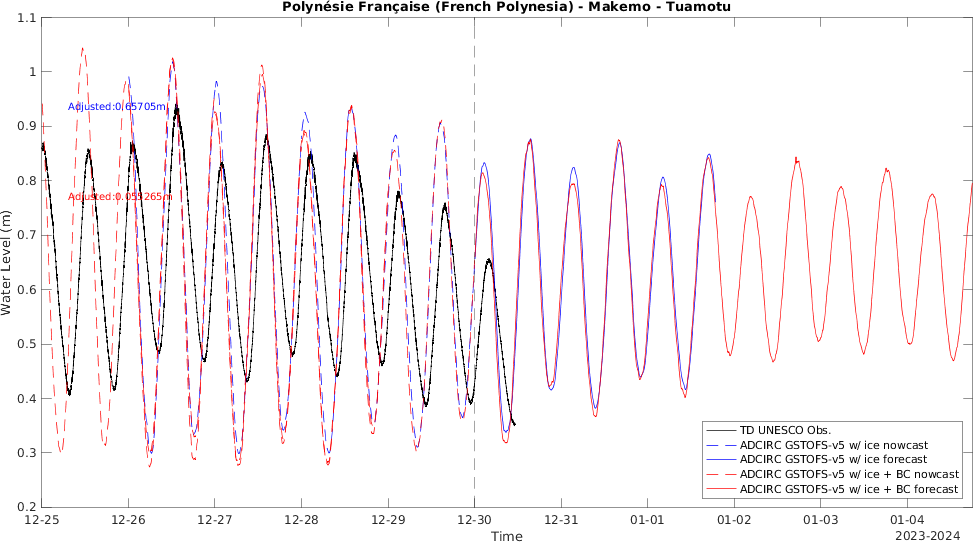 Polynésie Française (French Polynesia) - Makemo - Tuamotu
1.1
1
0.9
0.8
0.7
0.6
0.5
0.4
0.3
0.2
Water Level (m)
Adjusted:0.65705m
Adjusted:0.055265m
TD UNESCO Obs.
ADCIRC GSTOFS-v5 w/ ice nowcast
ADCIRC GSTOFS-v5 w/ ice forecast
ADCIRC GSTOFS-v5 w/ ice + BC nowcast
ADCIRC GSTOFS-v5 w/ ice + BC forecast
12-25 12-26 12-27 12-28 12-29 12-30 12-31 01-01 01-02 01-03 01-04
Time
2023-2024